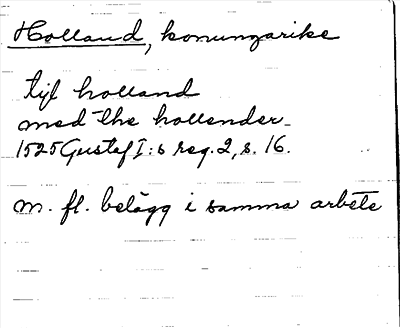 Holland, konungarike
tijl holland
med the hollender
1525 Gustaf I:s reg. 2, s. 16.
m. fl. belägg i samma arbete